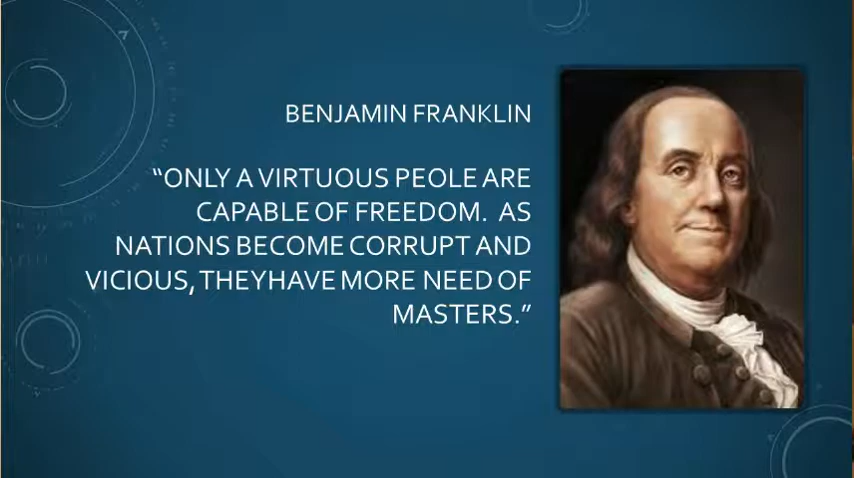 BENJAMIN FRANKLIN
“ONLY A VIRTUOUS PEOLE ARE
CAPABLE OF FREEDOM. AS
NATIONS BECOME CORRUPT AND
VICIOUS, THEYHAVE MORE NEED OF
MASTERS.”